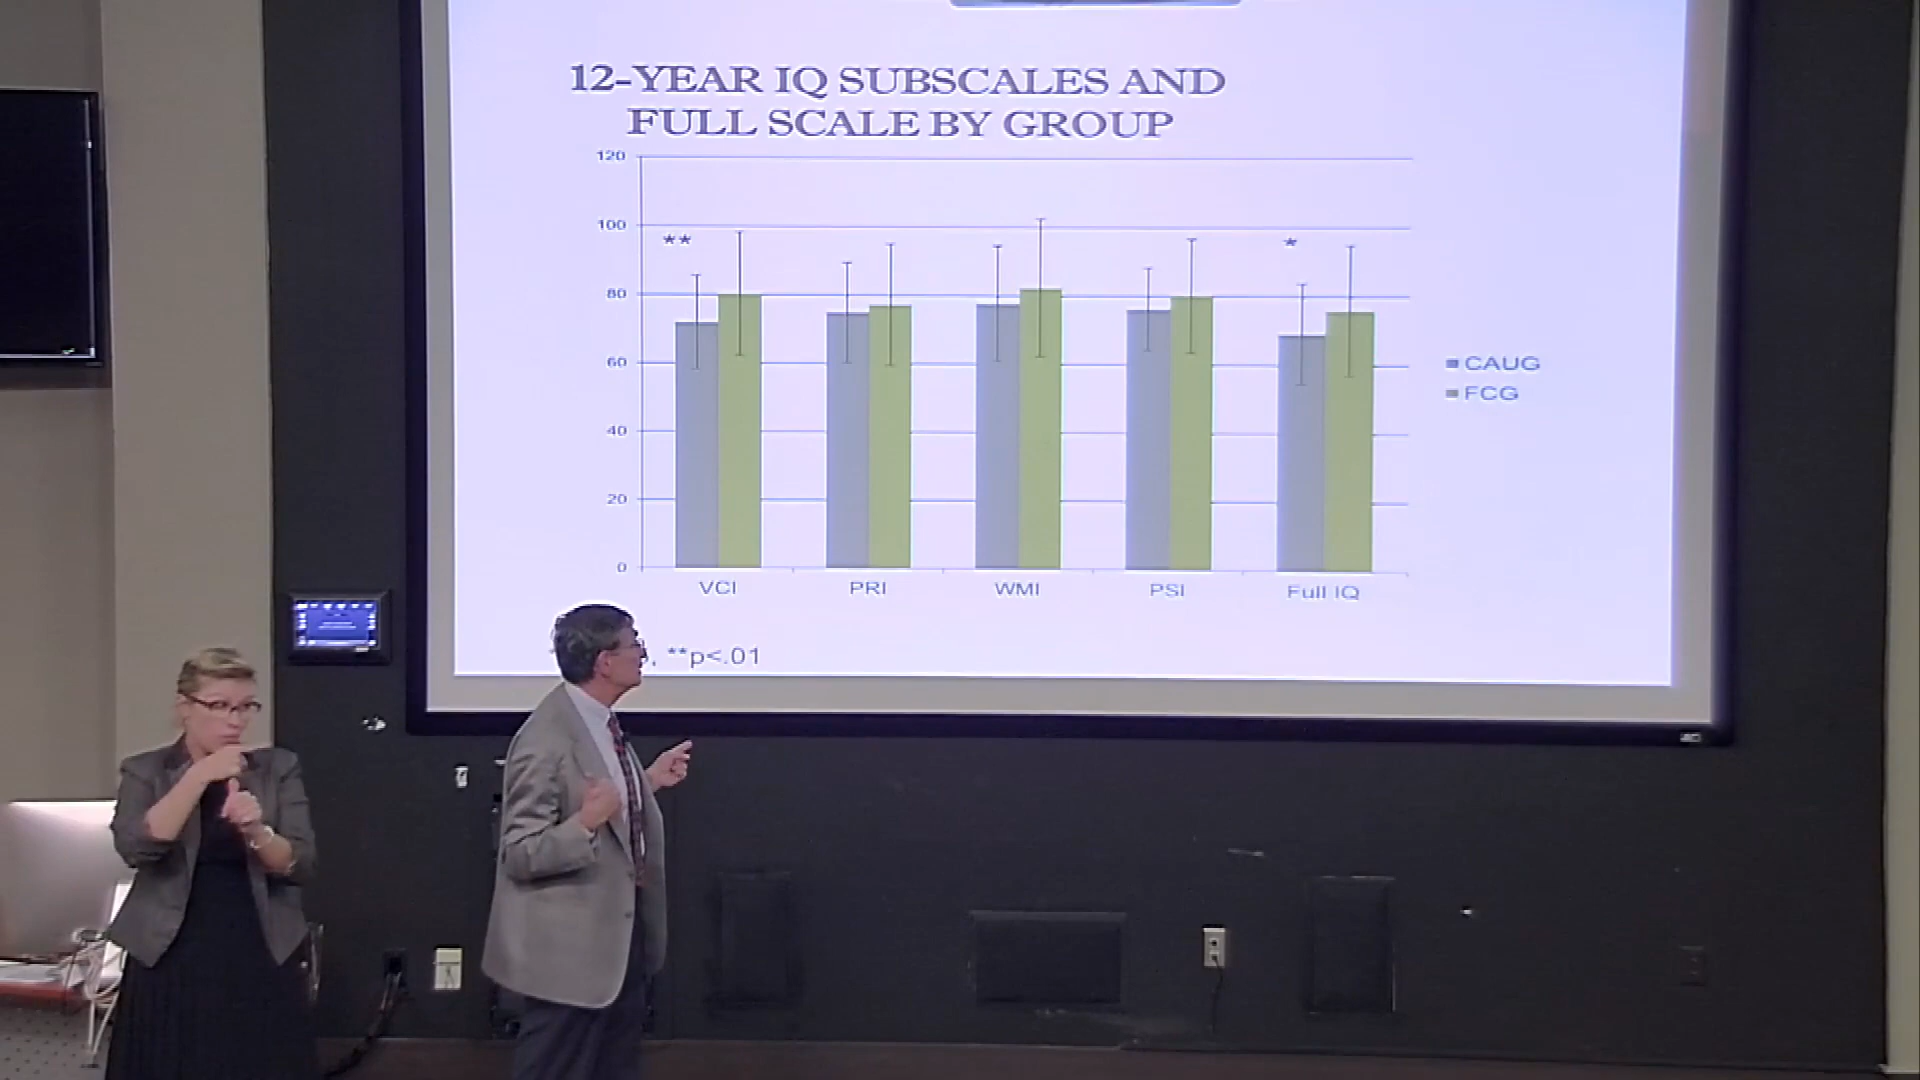 12-YEAR IQ SUBSCALES AND
FULL SCALE BY GROUP
120
100
80
60
40
20
0
** *
VCI PRI WMI PSI Full IQ
CAUG
FCG
, **p<.01